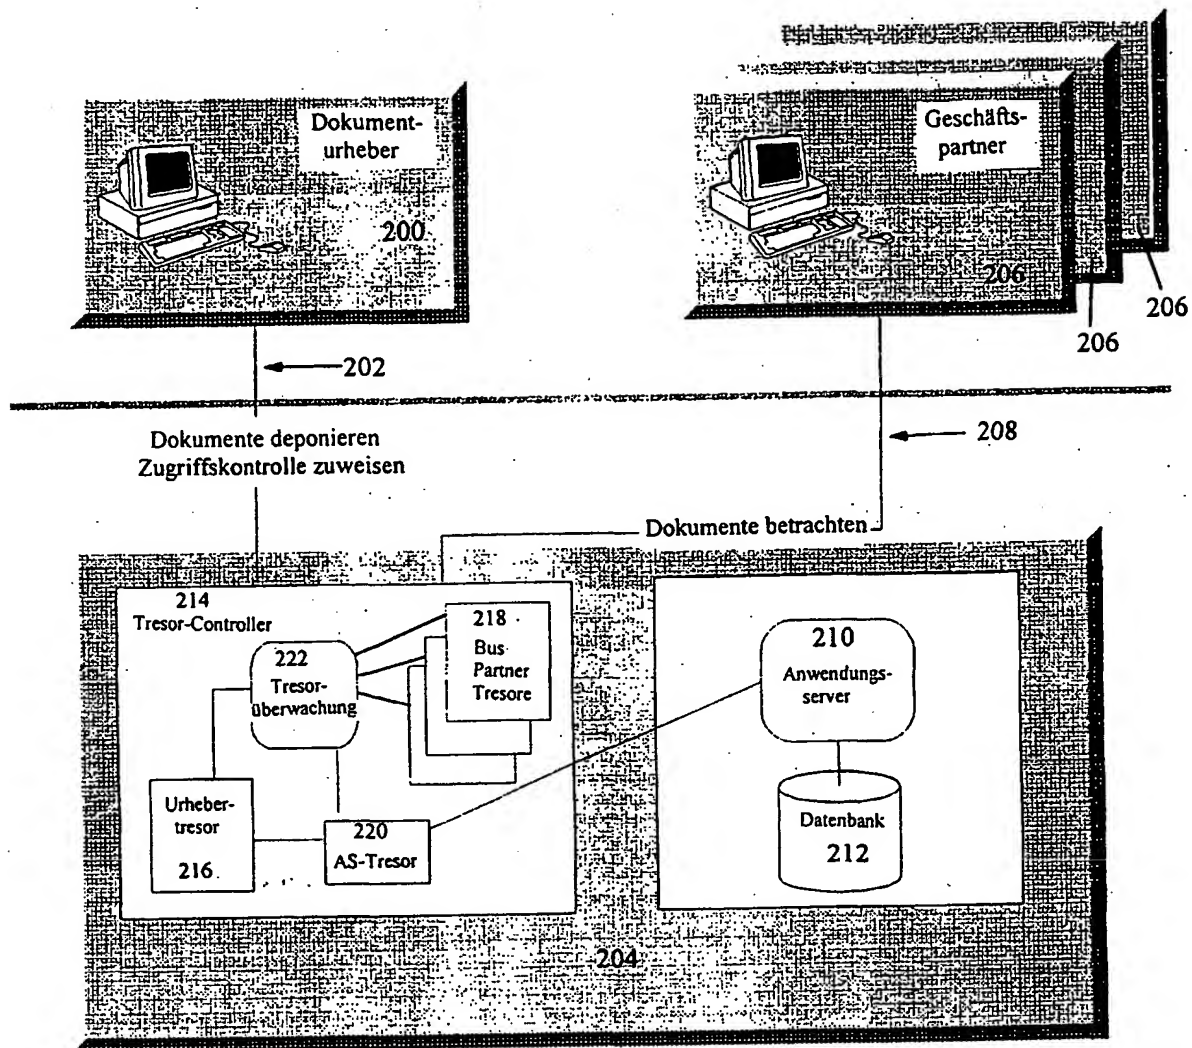 Dokument-
urheber
200
Geschäfts-
partner
206
206
206
202
208
Dokumente deponieren
Zugriffskontrolle zuweisen
Dokumente betrachten
214
Tresor-Controller
222
Tresor-
überwachung
218
Bus
Partner
Tresore
210
Anwendungs-
server
Urheber-
tresor
216
220
AS-Tresor
Datenbank
212
204